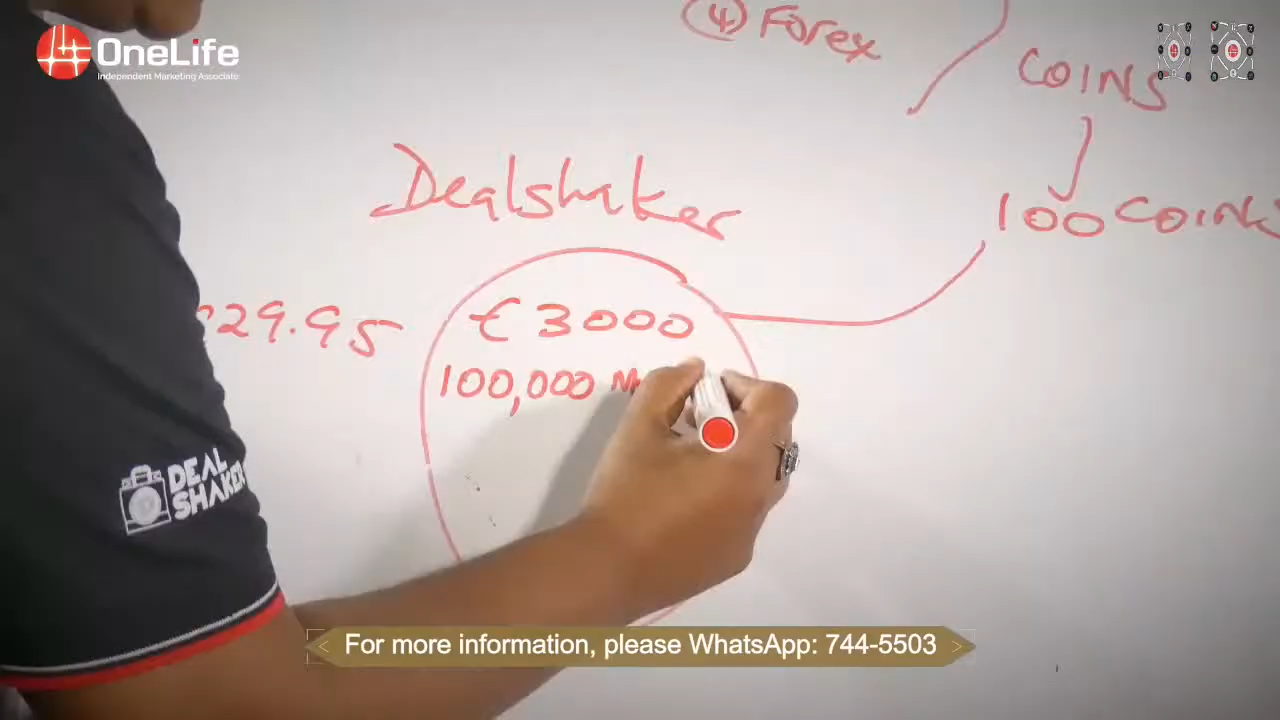 OneLife
Independent Marketing Associate
④ Forex
COINS
100 COINS
Dealshaker
29.95
€3000
100,000
DEAL
SHAKER
For more information, please WhatsApp: 744-5503